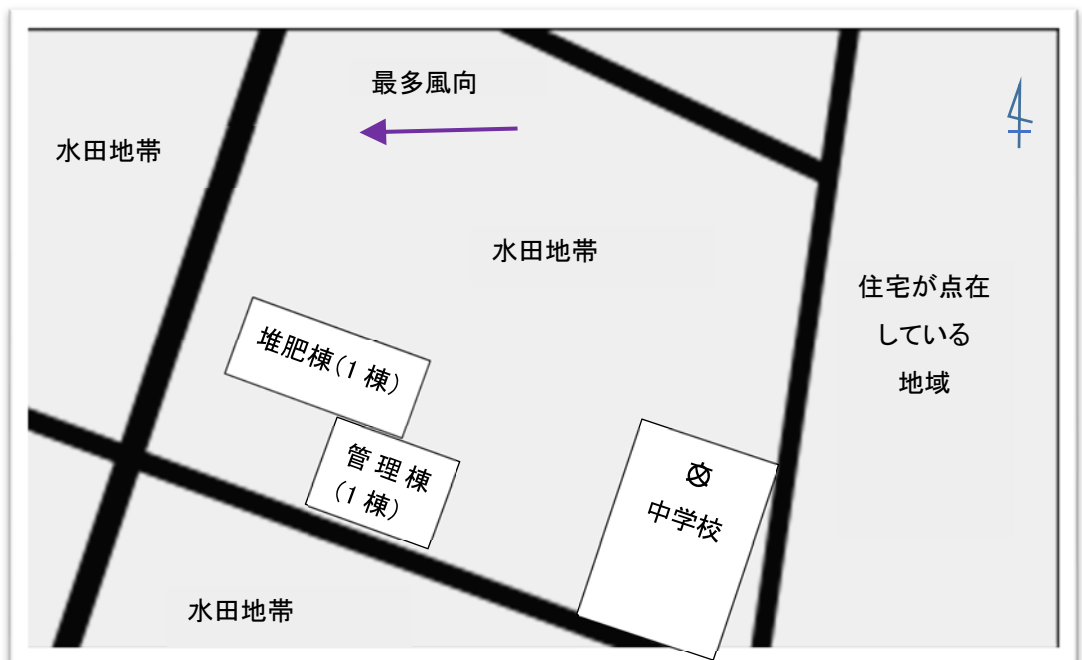 最多風向
水田地帯
水田地帯
住宅が点在
している
地域
堆肥棟(1 棟)
管理棟
(1 棟)
文
中学校
水田地帯